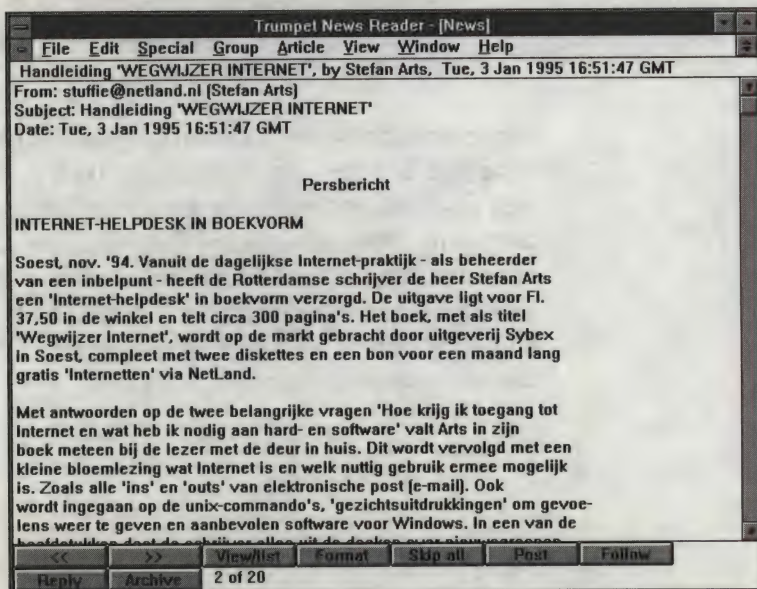 Trumpet News Reader - [News]
File Edit Special Group Article View Window Help
Handleiding 'WEGWIJZER INTERNET', by Stefan Arts, Tue, 3 Jan 1995 16:51:47 GMT
From: stuffie@netland.nl (Stefan Arts)
Subject: Handleiding 'WEGWIJZER INTERNET'
Date: Tue, 3 Jan 1995 16:51:47 GMT
Persbericht
INTERNET-HELPDESK IN BOEKVORM
Soest, nov. '94. Vanuit de dagelijkse Internet-praktijk - als beheerder
van een inbelpunt - heeft de Rotterdamse schrijver de heer Stefan Arts
een 'Internet-helpdesk' in boekvorm verzorgd. De uitgave ligt voor Fl.
37,50 in de winkel en telt circa 300 pagina's. Het boek, met als titel
'Wegwijzer Internet', wordt op de markt gebracht door uitgeverij Sybex
in Soest, compleet met twee diskettes en een bon voor een maand lang
gratis 'Internetten' via NetLand.
Met antwoorden op de twee belangrijke vragen 'Hoe krijg ik toegang tot
Internet en wat heb ik nodig aan hard- en software' valt Arts in zijn
boek meteen bij de lezer met de deur in huis. Dit wordt vervolgd met een
kleine bloemlezing wat Internet is en welk nuttig gebruik ermee mogelijk
is. Zoals alle 'ins' en 'outs' van elektronische post (e-mail). Ook
wordt ingegaan op de unix-commando's, 'gezichtsuitdrukkingen' om gevoe-
lens weer te geven en aanbevolen software voor Windows. In een van de
<< >> View/list Format Skip all Post Follow
Reply Archive 2 of 20